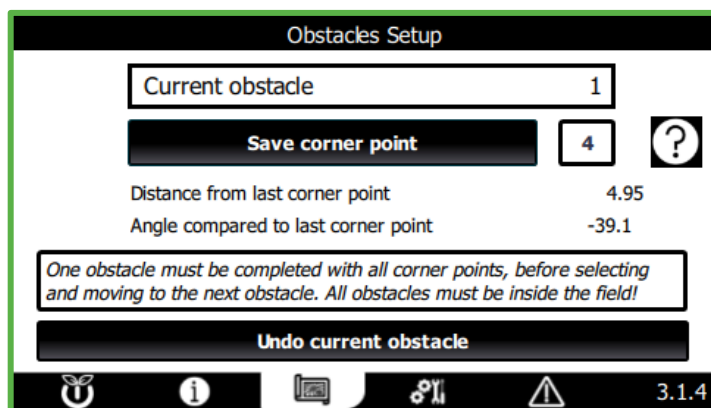 Obstacles Setup
Current obstacle 1
Save corner point 4 ?
Distance from last corner point 4.95
Angle compared to last corner point -39.1
One obstacle must be completed with all corner points, before selecting
and moving to the next obstacle. All obstacles must be inside the field!
Undo current obstacle
3.1.4